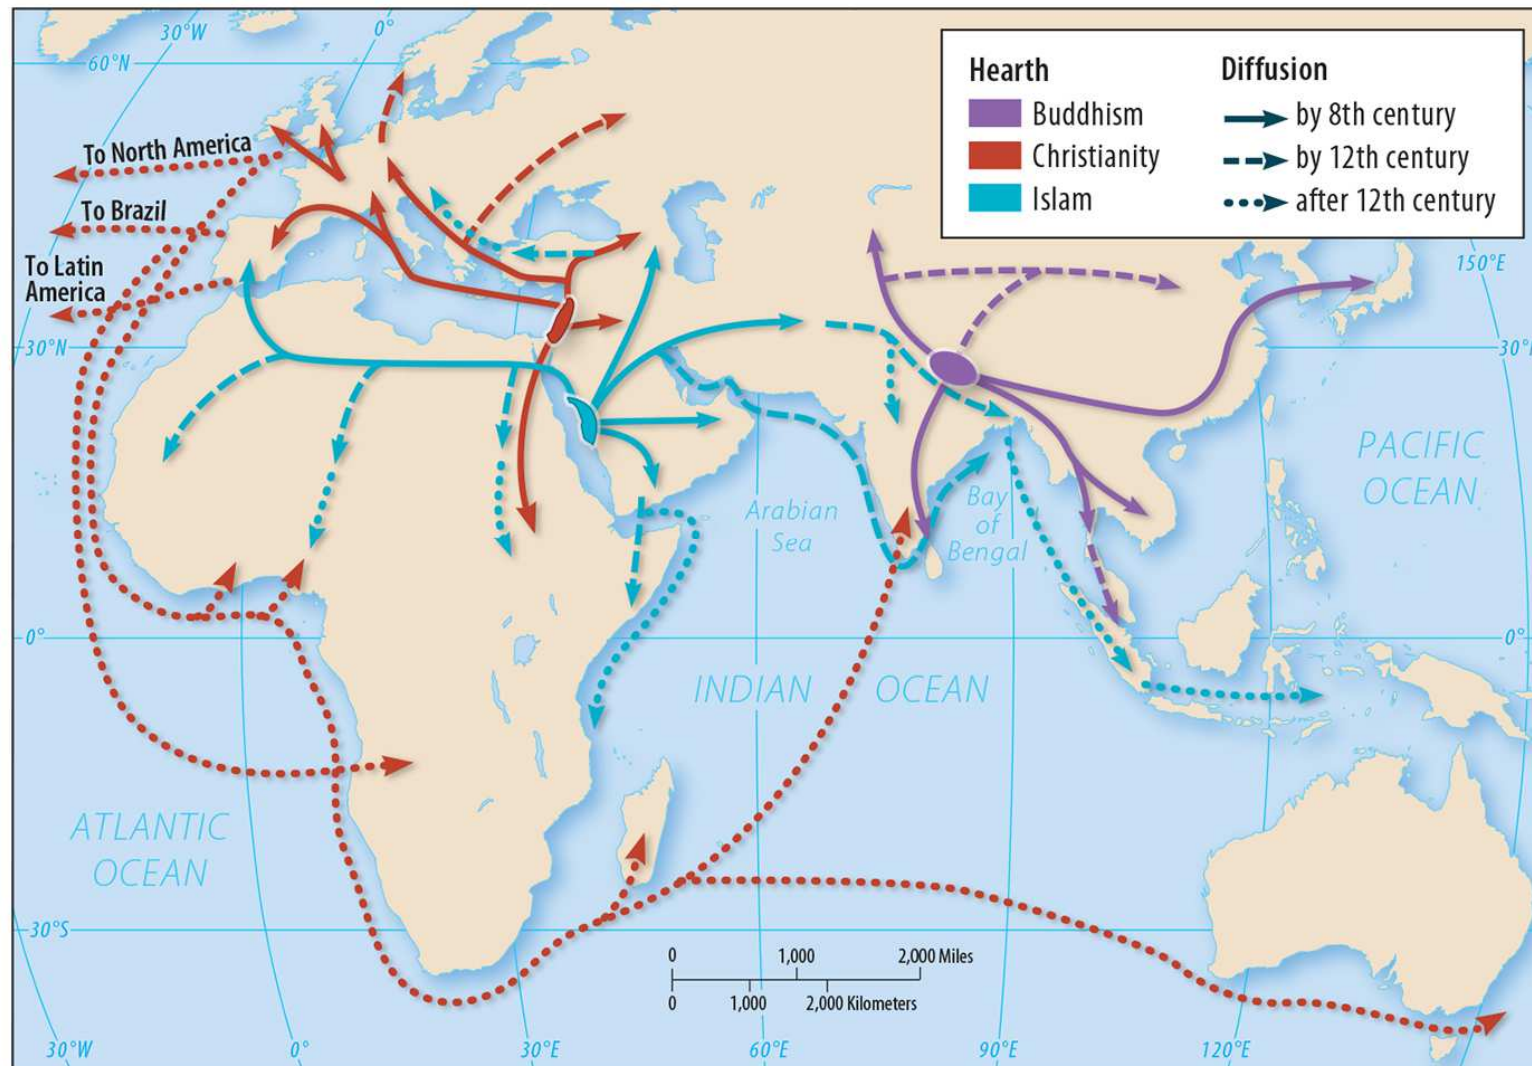 30°W
0°
60°N
Hearth
Diffusion
Buddhism
by 8th century
Christianity
by 12th century
Islam
after 12th century
To North America
To Brazil
To Latin
America
150°E
30°N
30°
PACIFIC
OCEAN
Arabian
Sea
Bay
of
Bengal
0°
0°
INDIAN OCEAN
ATLANTIC
OCEAN
30°S
0 1,000 2,000 Miles
0 1,000 2,000 Kilometers
30°W
0°
30°E
60°E
90°E
120°E